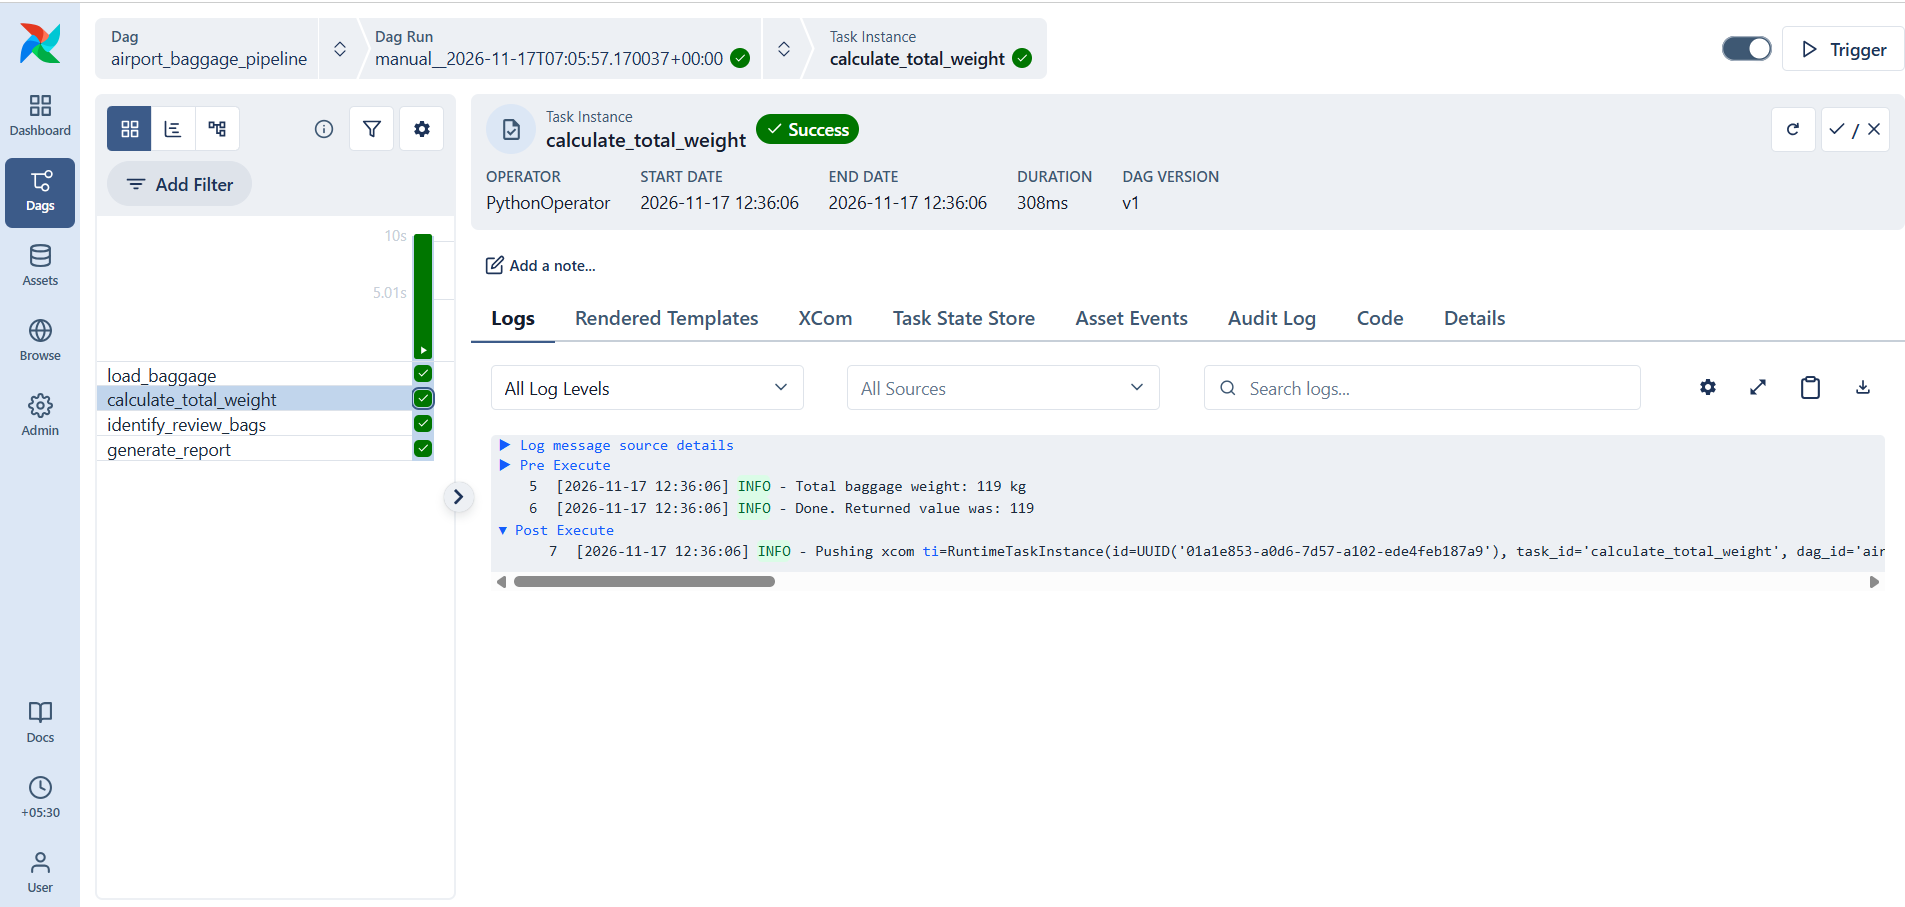 Dag
airport_baggage_pipeline
Dag Run
manual__2026-11-17T07:05:57.170037+00:00
Task Instance
calculate_total_weight
Trigger
Dashboard
Dags
Assets
Browse
Admin
Docs
+05:30
User
Add Filter
10s
5.01s
load_baggage
calculate_total_weight
identify_review_bags
generate_report
Task Instance
calculate_total_weight Success
OPERATOR START DATE END DATE DURATION DAG VERSION
PythonOperator 2026-11-17 12:36:06 2026-11-17 12:36:06 308ms v1
Add a note...
Logs Rendered Templates XCom Task State Store Asset Events Audit Log Code Details
All Log Levels All Sources Search logs...
Log message source details
Pre Execute
5 [2026-11-17 12:36:06] INFO - Total baggage weight: 119 kg
6 [2026-11-17 12:36:06] INFO - Done. Returned value was: 119
Post Execute
7 [2026-11-17 12:36:06] INFO - Pushing xcom ti=RuntimeTaskInstance(id=UUID('01a1e853-a0d6-7d57-a102-ede4feb187a9'), task_id='calculate_total_weight', dag_id='air